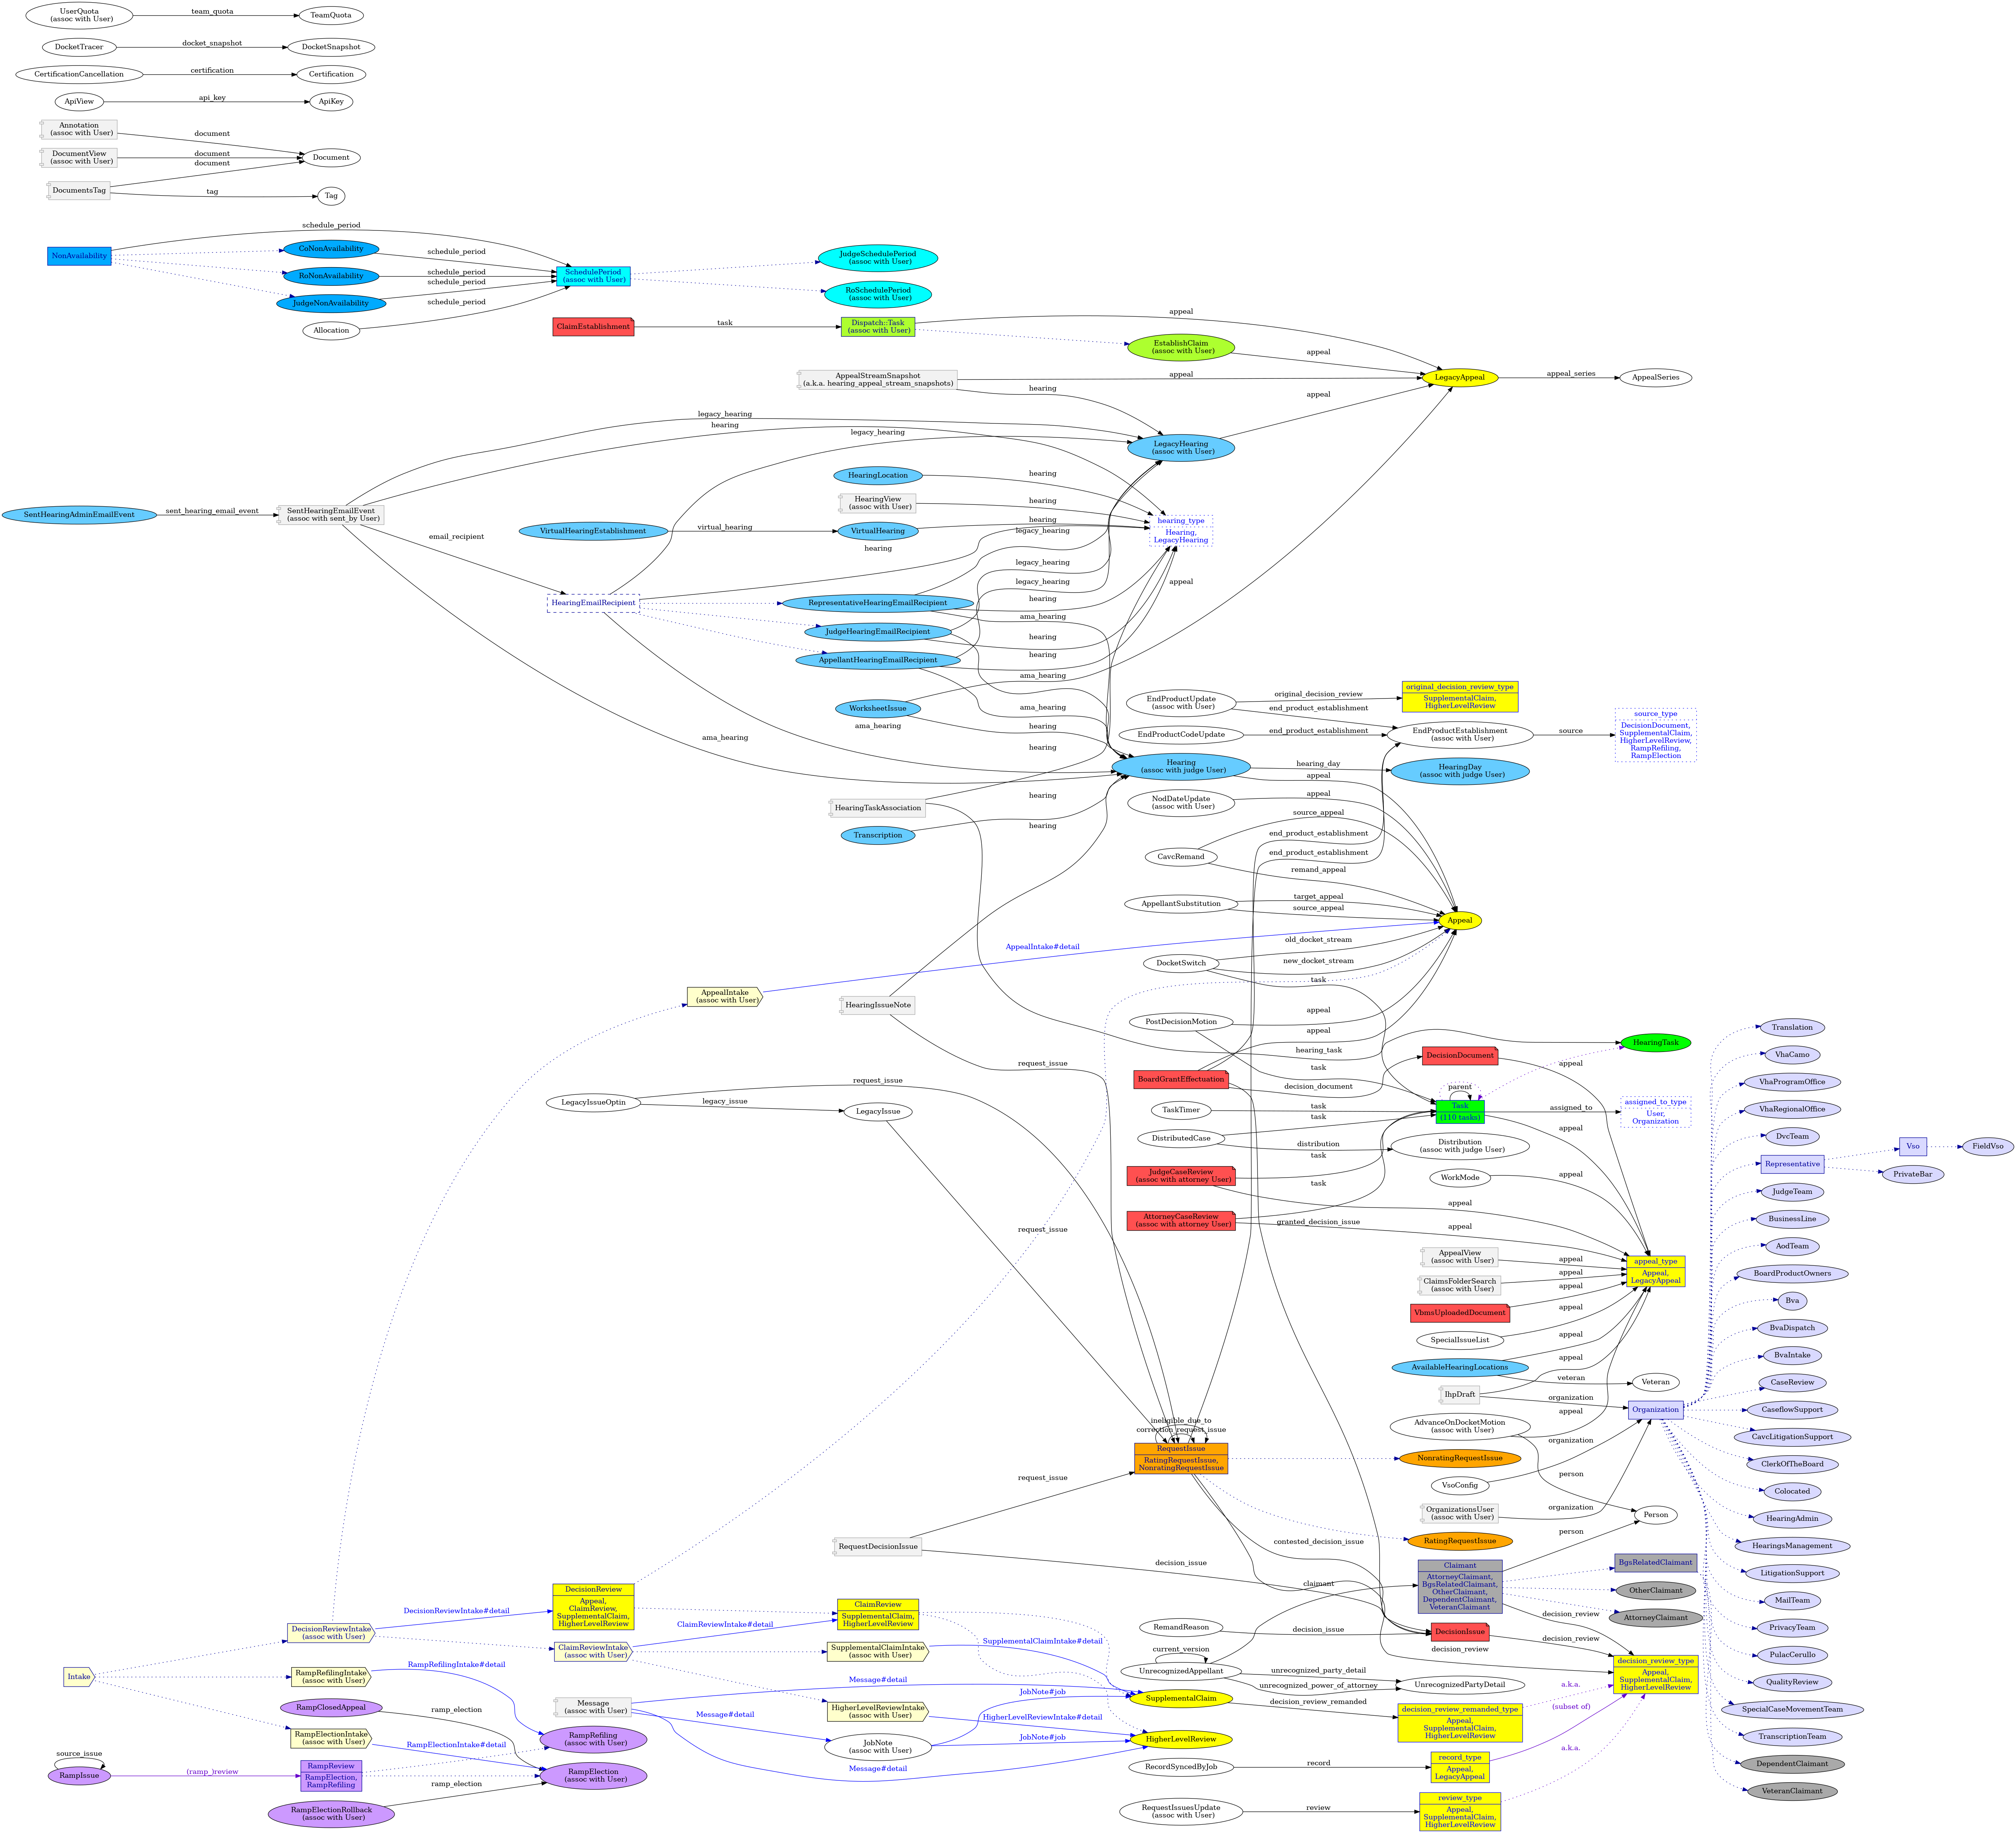 UserQuota
(assoc with User)
team_quota
TeamQuota
DocketTracer
docket_snapshot
DocketSnapshot
CertificationCancellation
certification
Certification
ApiView
api_key
ApiKey
Annotation
(assoc with User)
document
DocumentView
(assoc with User)
document
Document
document
DocumentsTag
tag
Tag
schedule_period
NonAvailability
CoNonAvailability
schedule_period
RoNonAvailability
schedule_period
JudgeNonAvailability
schedule_period
Allocation
schedule_period
SchedulePeriod
(assoc with User)
JudgeSchedulePeriod
(assoc with User)
RoSchedulePeriod
(assoc with User)
ClaimEstablishment
task
Dispatch::Task
(assoc with User)
appeal
EstablishClaim
(assoc with User)
appeal
AppealStreamSnapshot
(a.k.a. hearing_appeal_stream_snapshots)
appeal
hearing
LegacyAppeal
appeal_series
AppealSeries
appeal
legacy_hearing
hearing
legacy_hearing
LegacyHearing
(assoc with User)
HearingLocation
hearing
HearingView
(assoc with User)
hearing
SentHearingAdminEmailEvent
sent_hearing_email_event
SentHearingEmailEvent
(assoc with sent_by User)
email_recipient
VirtualHearingEstablishment
virtual_hearing
VirtualHearing
hearing
legacy_hearing
hearing
hearing_type
Hearing,
LegacyHearing
legacy_hearing
legacy_hearing
appeal
HearingEmailRecipient
RepresentativeHearingEmailRecipient
hearing
ama_hearing
JudgeHearingEmailRecipient
hearing
AppellantHearingEmailRecipient
hearing
ama_hearing
WorksheetIssue
ama_hearing
ama_hearing
hearing
ama_hearing
hearing
EndProductUpdate
(assoc with User)
original_decision_review
end_product_establishment
original_decision_review_type
SupplementalClaim,
HigherLevelReview
EndProductCodeUpdate
end_product_establishment
EndProductEstablishment
(assoc with User)
source
source_type
DecisionDocument,
SupplementalClaim,
HigherLevelReview,
RampRefiling,
RampElection
Hearing
(assoc with judge User)
hearing_day
HearingDay
(assoc with judge User)
appeal
HearingTaskAssociation
hearing
Transcription
hearing
NodDateUpdate
(assoc with User)
appeal
source_appeal
end_product_establishment
end_product_establishment
CavcRemand
remand_appeal
AppellantSubstitution
target_appeal
source_appeal
Appeal
AppealIntake#detail
old_docket_stream
DocketSwitch
new_docket_stream
task
AppealIntake
(assoc with User)
HearingIssueNote
PostDecisionMotion
appeal
appeal
hearing_task
HearingTask
Translation
VhaCamo
VhaProgramOffice
VhaRegionalOffice
request_issue
request_issue
task
DecisionDocument
appeal
BoardGrantEffectuation
decision_document
parent
Task
(110 tasks)
assigned_to
assigned_to_type
User,
Organization
LegacyIssueOptin
legacy_issue
LegacyIssue
TaskTimer
task
task
DistributedCase
distribution
Distribution
(assoc with judge User)
appeal
DvcTeam
Vso
FieldVso
Representative
PrivateBar
task
JudgeCaseReview
(assoc with attorney User)
task
WorkMode
appeal
JudgeTeam
appeal
AttorneyCaseReview
(assoc with attorney User)
granted_decision_issue
appeal
request_issue
BusinessLine
AodTeam
AppealView
(assoc with User)
appeal
ClaimsFolderSearch
(assoc with User)
appeal
appeal_type
Appeal,
LegacyAppeal
BoardProductOwners
VbmsUploadedDocument
appeal
Bva
SpecialIssueList
appeal
BvaDispatch
appeal
AvailableHearingLocations
appeal
veteran
Veteran
BvaIntake
CaseReview
IhpDraft
organization
appeal
Organization
CaseflowSupport
AdvanceOnDocketMotion
(assoc with User)
organization
CavcLitigationSupport
ineligible_due_to
correction_request_issue
RequestIssue
RatingRequestIssue,
NonratingRequestIssue
NonratingRequestIssue
ClerkOfTheBoard
request_issue
VsoConfig
person
Colocated
OrganizationsUser
(assoc with User)
organization
Person
HearingAdmin
RequestDecisionIssue
contested_decision_issue
RatingRequestIssue
person
HearingsManagement
decision_issue
Claimant
AttorneyClaimant,
BgsRelatedClaimant,
OtherClaimant,
DependentClaimant,
VeteranClaimant
BgsRelatedClaimant
LitigationSupport
claimant
OtherClaimant
MailTeam
AttorneyClaimant
decision_review
PrivacyTeam
DecisionReview
Appeal,
ClaimReview,
SupplementalClaim,
HigherLevelReview
DecisionReviewIntake#detail
ClaimReview
SupplementalClaim,
HigherLevelReview
ClaimReviewIntake#detail
DecisionReviewIntake
(assoc with User)
RemandReason
decision_issue
DecisionIssue
decision_review
decision_review
PulacCerullo
ClaimReviewIntake
(assoc with User)
SupplementalClaimIntake
(assoc with User)
SupplementalClaimIntake#detail
current_version
UnrecognizedAppellant
unrecognized_party_detail
unrecognized_power_of_attorney
UnrecognizedPartyDetail
decision_review_type
Appeal,
SupplementalClaim,
HigherLevelReview
QualityReview
Intake
RampRefilingIntake
(assoc with User)
RampRefilingIntake#detail
Message#detail
a.k.a.
JobNote#job
SupplementalClaim
decision_review_remanded
decision_review_remanded_type
Appeal,
SupplementalClaim,
HigherLevelReview
(subset of)
SpecialCaseMovementTeam
RampClosedAppeal
ramp_election
Message
(assoc with User)
Message#detail
HigherLevelReviewIntake
(assoc with User)
HigherLevelReviewIntake#detail
TranscriptionTeam
RampElectionIntake
(assoc with User)
RampElectionIntake#detail
RampRefiling
(assoc with User)
JobNote
(assoc with User)
JobNote#job
HigherLevelReview
a.k.a.
source_issue
RampIssue
(ramp_)review
RampReview
RampElection,
RampRefiling
RampElection
(assoc with User)
Message#detail
RecordSyncedByJob
record
record_type
Appeal,
LegacyAppeal
DependentClaimant
ramp_election
VeteranClaimant
RampElectionRollback
(assoc with User)
RequestIssuesUpdate
(assoc with User)
review
review_type
Appeal,
SupplementalClaim,
HigherLevelReview